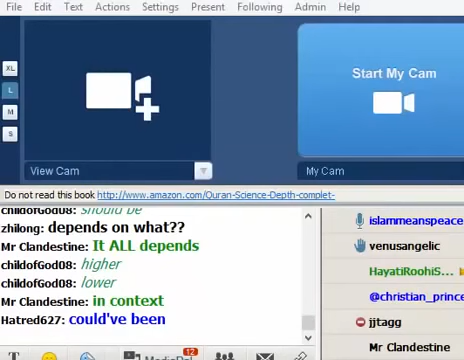 File Edit Text Actions Settings Present Following Admin Help
XL
L
M
S
Start My Cam
View Cam
My Cam
Do not read this book http://www.amazon.com/Quran-Science-Depth-complet-
childofGod08: should be
zhilong: depends on what??
Mr Clandestine: It ALL depends
childofGod08: higher
childofGod08: lower
Mr Clandestine: in context
Hatred627: could've been
islammeanspeace
venusangelic
HayatiRoohiS...
@christian_prince
jjtagg
Mr Clandestine
T
12